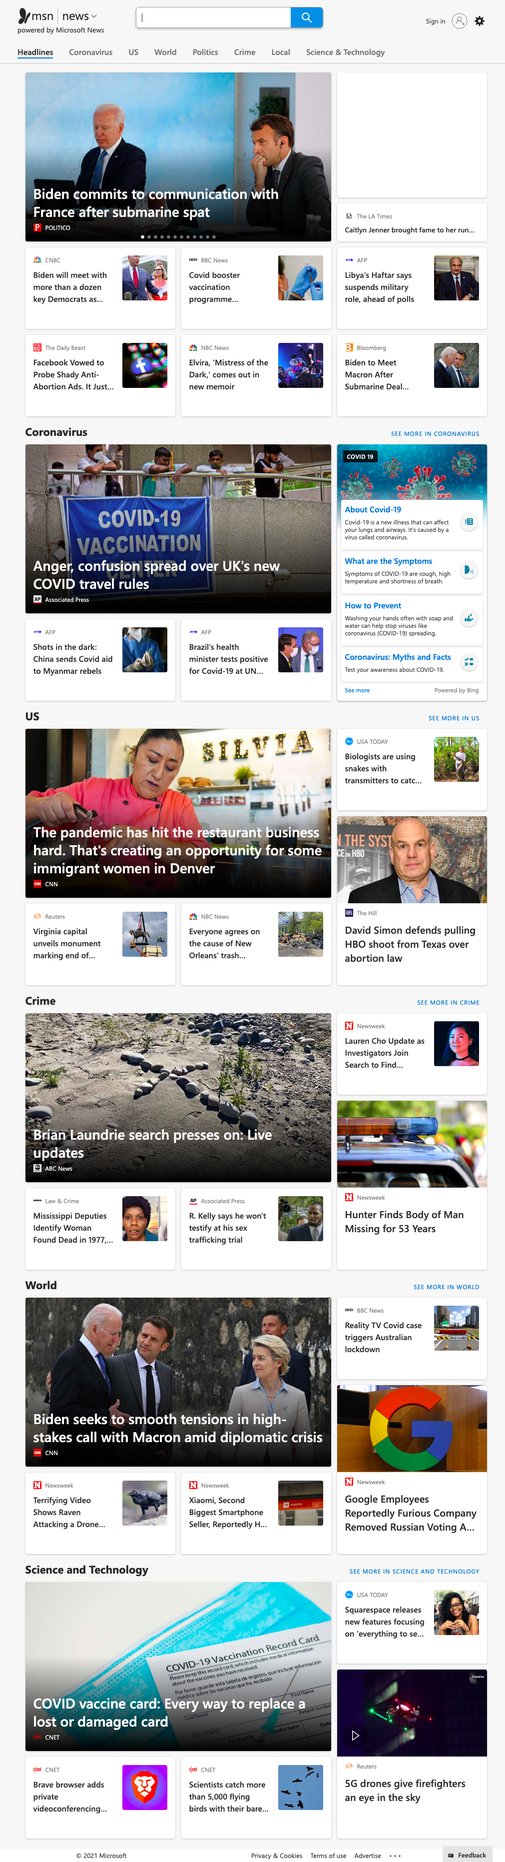 msn | news
powered by Microsoft News
Sign in
Headlines
Coronavirus
US
World
Politics
Crime
Local
Science & Technology
Biden commits to communication with
France after submarine spat
POLITICO
The LA Times
Caitlyn Jenner brought fame to her run...
CNBC
Biden will meet with
more than a dozen
key Democrats as...
BBC News
Covid booster
vaccination
programme...
AFP
Libya's Haftar says
suspends military
role, ahead of polls
The Daily Beast
Facebook Vowed to
Probe Shady Anti-
Abortion Ads. It Just...
NBC News
Elvira, 'Mistress of the
Dark,' comes out in
new memoir
Bloomberg
Biden to Meet
Macron After
Submarine Deal...
Coronavirus
SEE MORE IN CORONAVIRUS
COVID-19
VACCINATION
Anger, confusion spread over UK's new
COVID travel rules
AP Associated Press
COVID 19
About Covid-19
Covid-19 is a new illness that can affect
your lungs and airways. It's caused by a
virus called coronavirus.
What are the Symptoms
Symptoms of COVID-19 are cough, high
temperature and shortness of breath.
How to Prevent
Washing your hands often with soap and
water can help stop viruses like
coronavirus (COVID-19) spreading.
Coronavirus: Myths and Facts
Test your awareness about COVID-19.
See more
Powered by Bing
AFP
Shots in the dark:
China sends Covid aid
to Myanmar rebels
AFP
Brazil's health
minister tests positive
for Covid-19 at UN...
US
SEE MORE IN US
SILVIA
The pandemic has hit the restaurant business
hard. That's creating an opportunity for some
immigrant women in Denver
CNN
USA TODAY
Biologists are using
snakes with
transmitters to catc...
N THE SYST
HBO
The Hill
David Simon defends pulling
HBO shoot from Texas over
abortion law
Reuters
Virginia capital
unveils monument
marking end of...
NBC News
Everyone agrees on
the cause of New
Orleans' trash...
Crime
SEE MORE IN CRIME
Brian Laundrie search presses on: Live
updates
ABC News
Newsweek
Lauren Cho Update as
Investigators Join
Search to Find...
Newsweek
Hunter Finds Body of Man
Missing for 53 Years
Law & Crime
Mississippi Deputies
Identify Woman
Found Dead in 1977,...
AP Associated Press
R. Kelly says he won't
testify at his sex
trafficking trial
World
SEE MORE IN WORLD
Biden seeks to smooth tensions in high-
stakes call with Macron amid diplomatic crisis
CNN
BBC News
Reality TV Covid case
triggers Australian
lockdown
Newsweek
Google Employees
Reportedly Furious Company
Removed Russian Voting A...
Newsweek
Terrifying Video
Shows Raven
Attacking a Drone...
Newsweek
Xiaomi, Second
Biggest Smartphone
Seller, Reportedly H...
Science and Technology
SEE MORE IN SCIENCE AND TECHNOLOGY
COVID-19 Vaccination Record Card
Please keep this record card, which includes medical information
about the vaccines you have received.
COVID vaccine card: Every way to replace a
lost or damaged card
CNET
USA TODAY
Squarespace releases
new features focusing
on 'everything to se...
Reuters
5G drones give firefighters
an eye in the sky
CNET
Brave browser adds
private
videoconferencing...
CNET
Scientists catch more
than 5,000 flying
birds with their bare...
© 2021 Microsoft
Privacy & Cookies
Terms of use
Advertise
...
Feedback